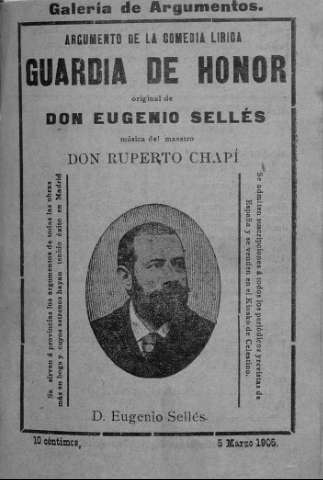 Galería de Argumentos.
ARGUMENTO DE LA COMEDIA LIRICA
GUARDIA DE HONOR
original de
DON EUGENIO SELLÉS
música del maestro
DON RUPERTO CHAPÍ
Se sirven á provincias los argumentos de todas las obras
más en boga y cuyos estrenos hayan tenido éxito en Madrid
Se admiten suscripciones á todos los periódicos y revistas de
España y se venden en el Kiosko de Celestino.
D. Eugenio Sellés.
10 céntimos,
5 Marzo 1905.